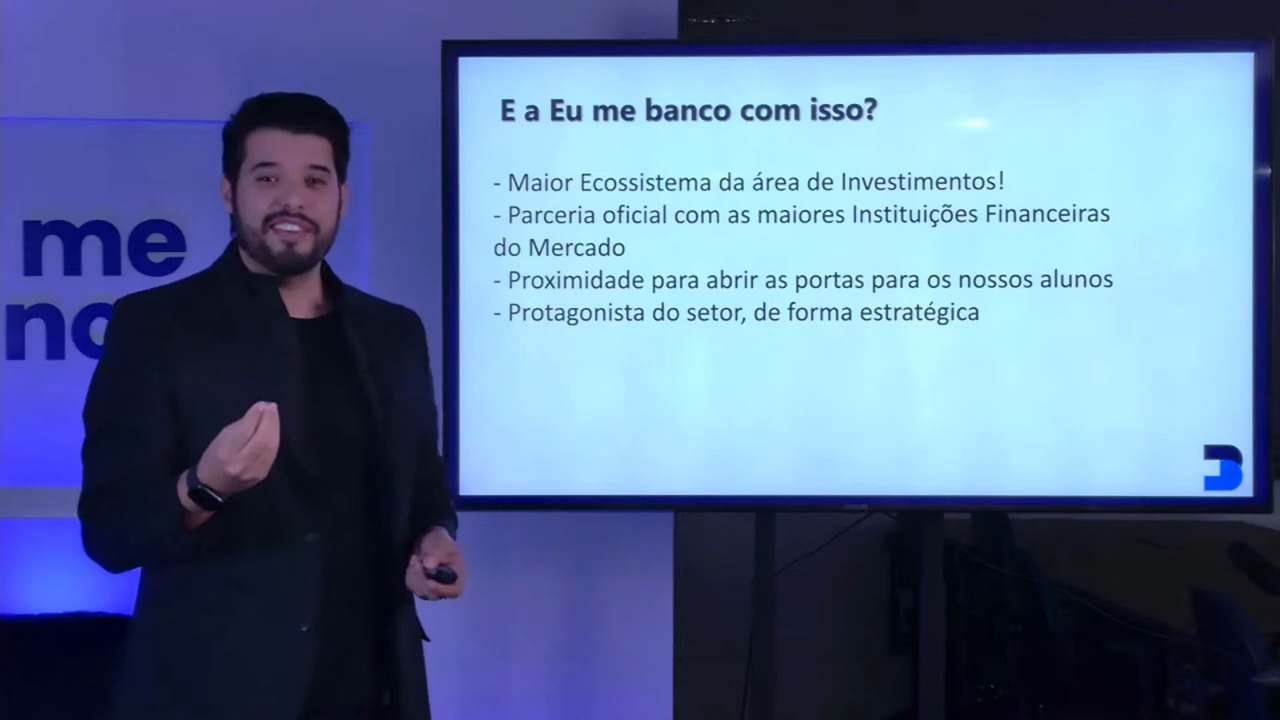 me
E a Eu me banco com isso?
- Maior Ecossistema da área de Investimentos!
- Parceria oficial com as maiores Instituições Financeiras
do Mercado
- Proximidade para abrir as portas para os nossos alunos
- Protagonista do setor, de forma estratégica